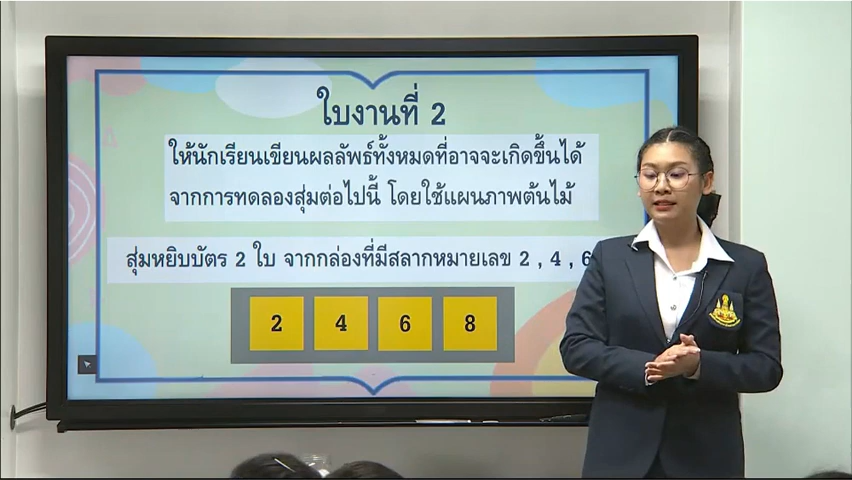 ใบงานที่ 2
ให้นักเรียนเขียนผลลัพธ์ทั้งหมดที่อาจจะเกิดขึ้นได้
จากการทดลองสุ่มต่อไปนี้ โดยใช้แผนภาพต้นไม้
สุ่มหยิบบัตร 2 ใบ จากกล่องที่มีสลากหมายเลข 2 , 4 , 6
2 4 6 8